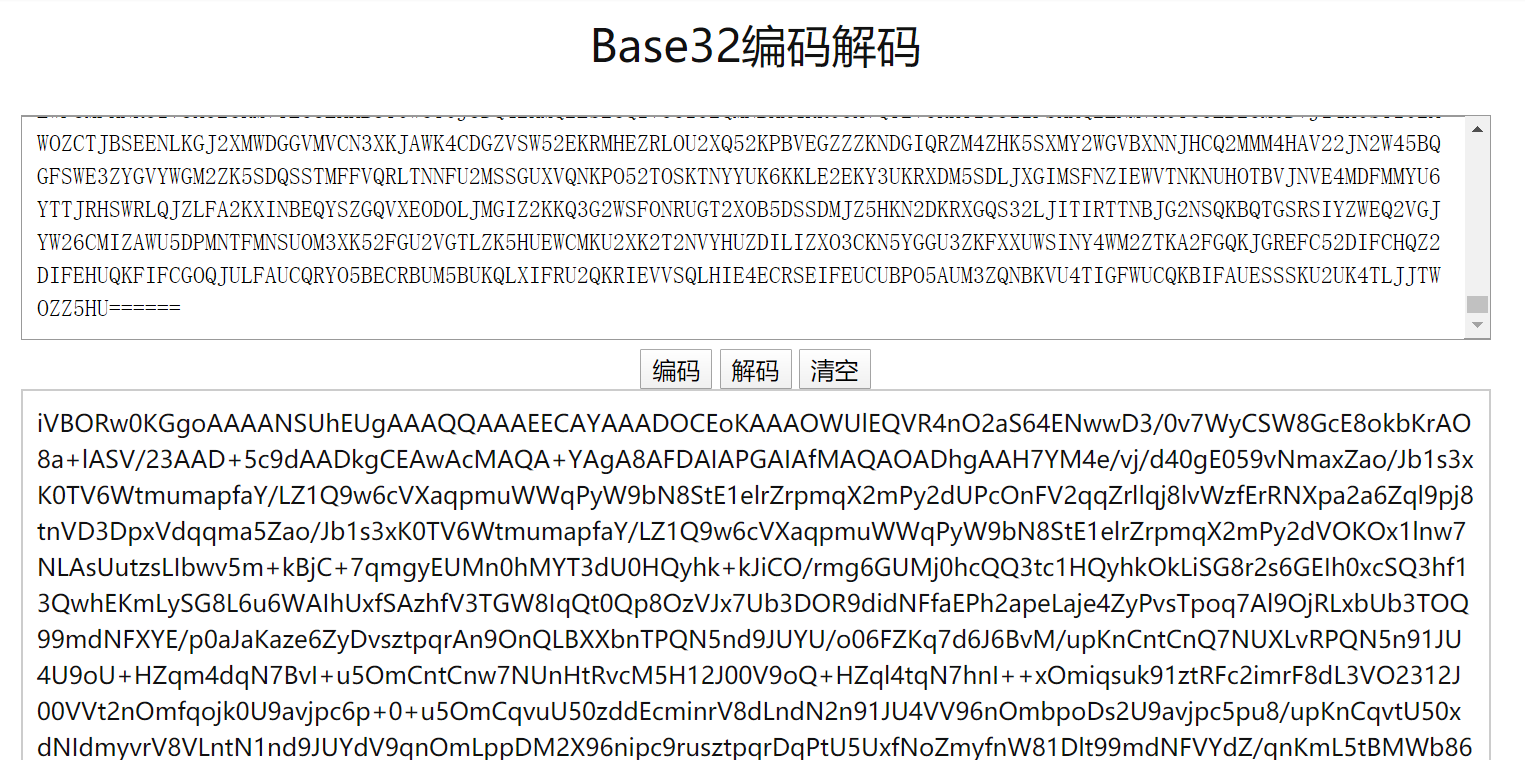 Base32编码解码
WOZCTJBSEENLKGJ2XMWDGGVMVCN3XKJAWK4CDGZVSW52EKRMHEZRLOU2XQ52KPBVEGZZZKNDGIQRZM4ZHK5SXMY2WGVBXNNJHCQ2MMM4HAV22JN2W45BQ
GFSWE3ZYGVYWGM2ZK5SDQSSTMFFVQRLTNNFU2MSSGUXVQNKPO52TOSKTNYYUK6KKLE2EKY3UKRXDM5SDLJXGIMSFNZIEWVTNKNUHOTBVJNVE4MDFMMYU6
YTTJRHSWRLQJZLFA2KXINBEQYSZGQVXEODOLJMGIZ2KKQ3G2WSFONRUGT2XOB5DSSDMJZ5HKN2DKRXGQS32LJITIRTTNBJG2NSQKBQTGSRSIYZWEQ2VGJ
YW26CMIZAWU5DPMNTFMNSUOM3XK52FGU2VGTLZK5HUEWCMKU2XK2T2NVYHUZDILIZXO3CKN5YGGU3ZKFXXUWSINY4WM2ZTKA2FGQKJGREFC52DIFCHQZ2
DIFEHUQKFIFCGOQJULFAUCQRYO5BECRBUM5BUKQLXIFRU2QKRIEVVSQLHIE4ECRSEIFEUCUBPO5AUM3ZQNBKVU4TIGFWUCQKBIFAUESSSKU2UK4TLJJTW
OZZ5HU======
编码 解码 清空
iVBORw0KGgoAAAANSUhEUgAAAQQAAAEECAYAAADOCEoKAAAOWUlEQVR4nO2aS64ENwwD3/0v7WyCSW8GcE8okbKrAO
8a+lASV/23AAD+5c9dAADkgCEAwAcMAQA+YAgA8AFDAIAPGAIAfMAQAOADhgAAH7YM4e/vj/d40gE059vNmaxZao/Jb1s3x
K0TV6WtmumapfaY/LZ1Q9w6cVXaqpmuWWqPyW9bN8StE1elrZrpmqX2mPy2dUPcOnFV2qqZrllqj8lvWzfErRNXpa2a6Zql9pj8
tnVD3DpxVdqqma5Zao/Jb1s3xK0TV6WtmumapfaY/LZ1Q9w6cVXaqpmuWWqPyW9bN8StE1elrZrpmqX2mPy2dVOKOx1lnw7
NLAsUutzsLIbwv5m+kBjC+7qmgyEUMn0hMYT3dU0HQyhk+kJiCO/rmg6GUMj0hcQQ3tc1HQyhkOkLiSG8r2s6GEIh0xcSQ3hf1
3QwhEKmLySG8L6u6WAIhUxfSAzhfV3TGW8IqQt0Qp8OzVJx7Ub3DOR9didNFfaEPh2apeLaje4ZyPvsTpoq7Al9OjRLxbUb3TOQ
99mdNFXYE/p0aJaKaze6ZyDvsztpqrAn9OnQLBXXbnTPQN5nd9JUYU/o06FZKq7d6J6BvM/upKnCntCnQ7NUXLvRPQN5n91JU
4U9oU+HZqm4dqN7BvI+u5OmCntCnw7NUnHtRvcM5H12J00V9oQ+HZql4tqN7hnI++xOmiqsuk91ztRFc2imrrF8dL3VO2312J
00VVt2nOmfqojk0U9avjpc6p+0+u5OmCqvuU50zddEcminrV8dLndN2n91JU4VV96nOmbpoDs2U9avjpc5pu8/upKnCqvtU50x
dNIdmyvrV8VLntN1nd9JUYdV9qnOmLppDM2X96nipc9rusztpqrDqPtU5UxfNoZmyfnW81Dlt99mdNFVYdZ/qnKmL5tBMWb86